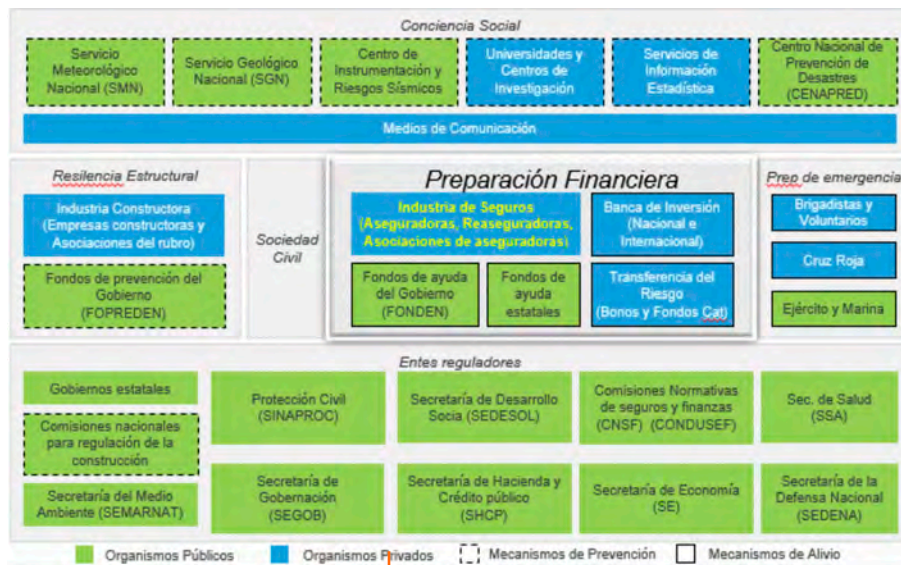 Conciencia Social
Servicio
Meteorológico
Nacional (SMN)
Servicio Geológico
Nacional (SGN)
Centro de
Instrumentación y
Riesgos Sísmicos
Universidades y
Centros de
Investigación
Servicios de
Información
Estadística
Centro Nacional de
Prevención de
Desastres
(CENAPRED)
Medios de Comunicación
Resilencia Estructural
Industria Constructora
(Empresas constructoras y
Asociaciones del rubro)
Fondos de prevención del
Gobierno
(FOPREDEN)
Sociedad
Civil
Preparación Financiera
Industria de Seguros
(Aseguradoras, Reaseguradoras,
Asociaciones de aseguradoras)
Banca de Inversión
(Nacional e
Internacional)
Fondos de ayuda
del Gobierno
(FONDEN)
Fondos de
ayuda
estatales
Transferencia del
Riesgo
(Bonos y Fondos Cat)
Prep de emergencia
Brigadistas y
Voluntarios
Cruz Roja
Ejército y Marina
Entes reguladores
Gobiernos estatales
Comisiones nacionales
para regulación de la
construcción
Secretaría del Medio
Ambiente (SEMARNAT)
Protección Civil
(SINAPROC)
Secretaría de Desarrollo
Socia (SEDESOL)
Comisiones Normativas
de seguros y finanzas
(CNSF) (CONDUSEF)
Sec. de Salud
(SSA)
Secretaría de
Gobernación
(SEGOB)
Secretaría de Hacienda y
Crédito público
(SHCP)
Secretaría de Economía
(SE)
Secretaría de la
Defensa Nacional
(SEDENA)
Organismos Públicos
Organismos Privados
Mecanismos de Prevención
Mecanismos de Alivio